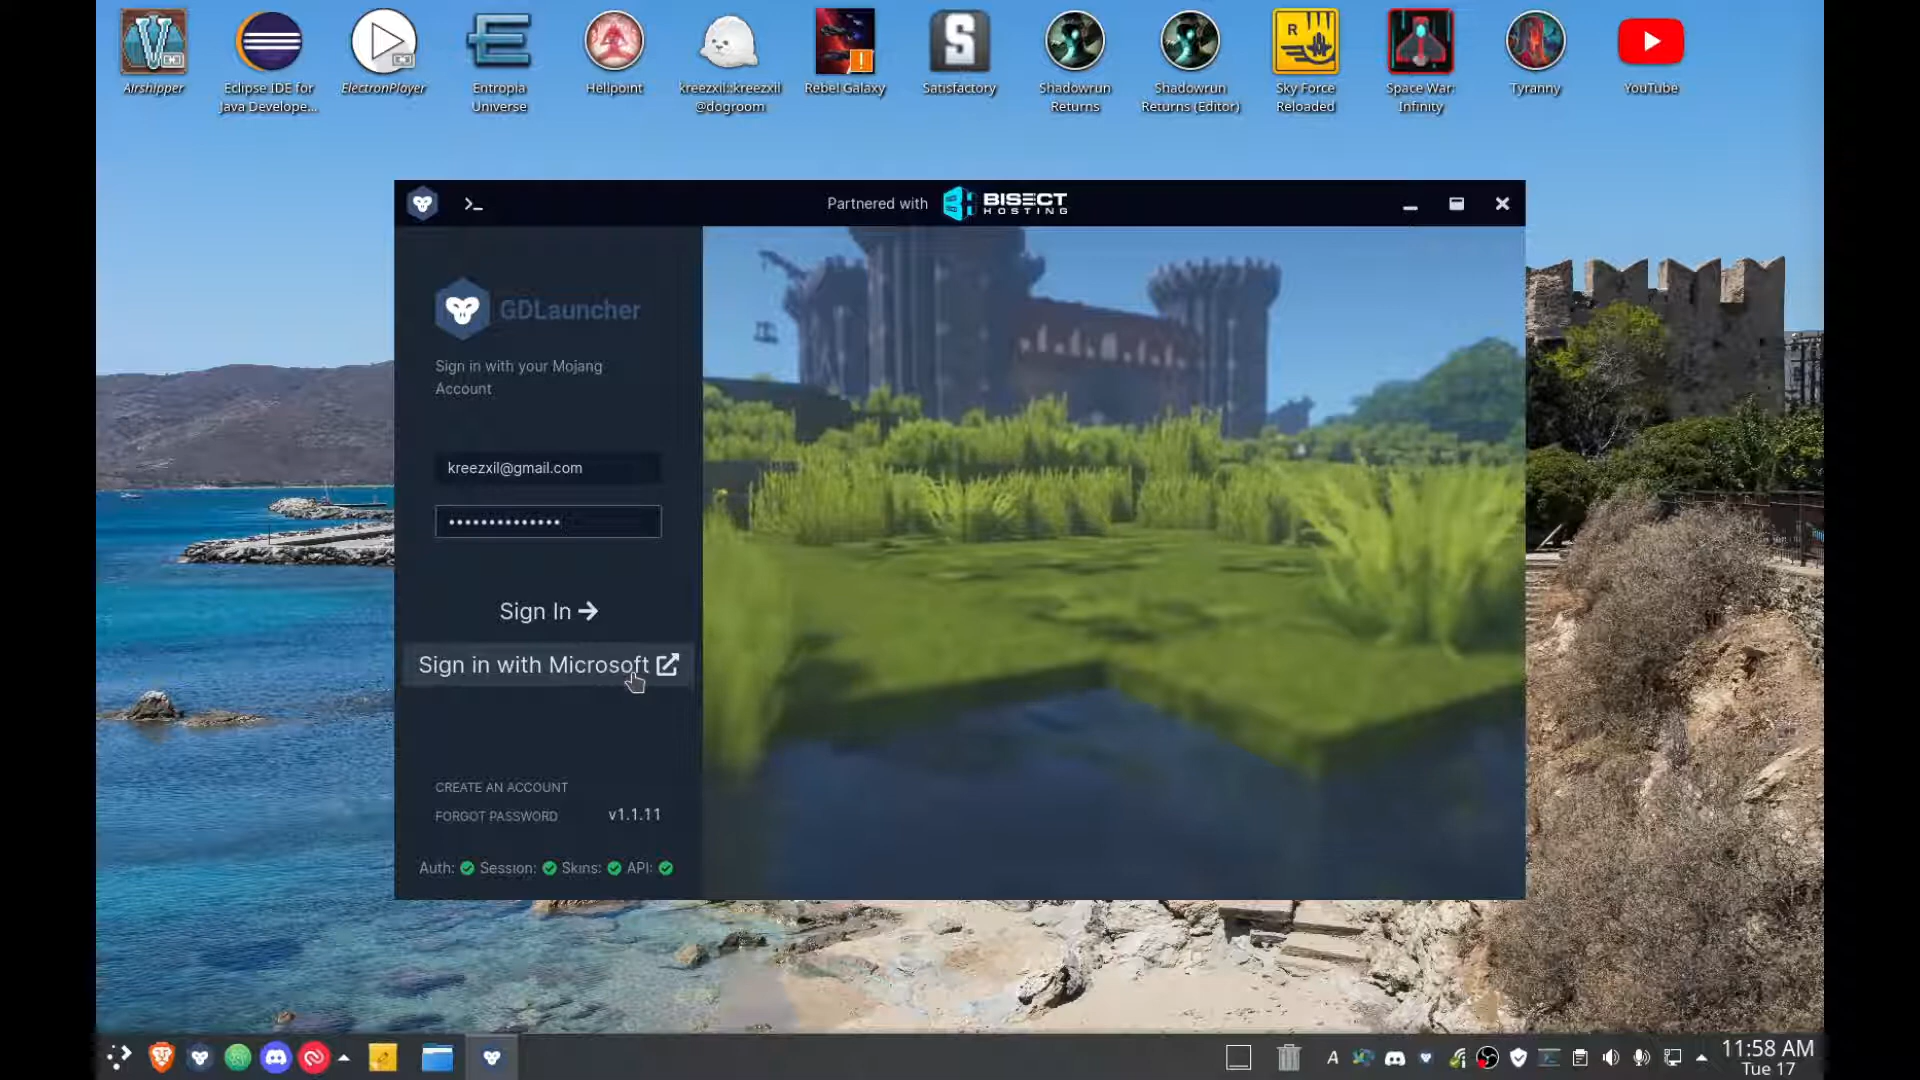 Airshipper
Eclipse IDE for
Java Develope...
ElectronPlayer
Entropia
Universe
Hellpoint
kreezxil::kreezxil
@dogroom
Rebel Galaxy
Satisfactory
Shadowrun
Returns
Shadowrun
Returns (Editor)
Sky Force
Reloaded
Space War:
Infinity
Tyranny
YouTube
Partnered with BISECT
HOSTING
GDLauncher
Sign in with your Mojang
Account
kreezxil@gmail.com
Sign In
Sign in with Microsoft
CREATE AN ACCOUNT
FORGOT PASSWORD v1.1.11
Auth: Session: Skins: API:
11:58 AM
Tue 17